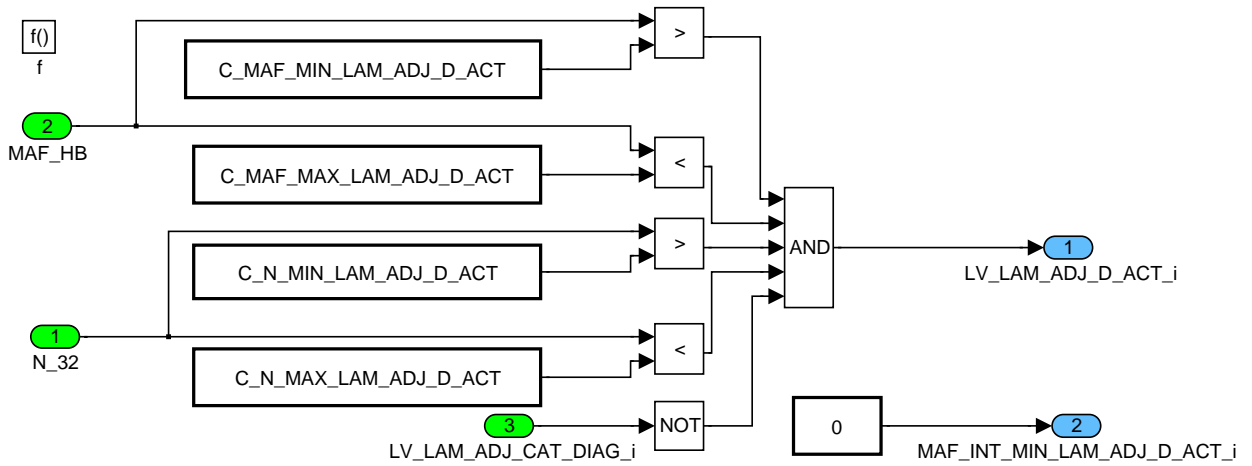 f()
f
>
C_MAF_MIN_LAM_ADJ_D_ACT
2
MAF_HB
<
C_MAF_MAX_LAM_ADJ_D_ACT
>
C_N_MIN_LAM_ADJ_D_ACT
AND
1
LV_LAM_ADJ_D_ACT_i
1
N_32
<
C_N_MAX_LAM_ADJ_D_ACT
3
LV_LAM_ADJ_CAT_DIAG_i
NOT
0
2
MAF_INT_MIN_LAM_ADJ_D_ACT_i